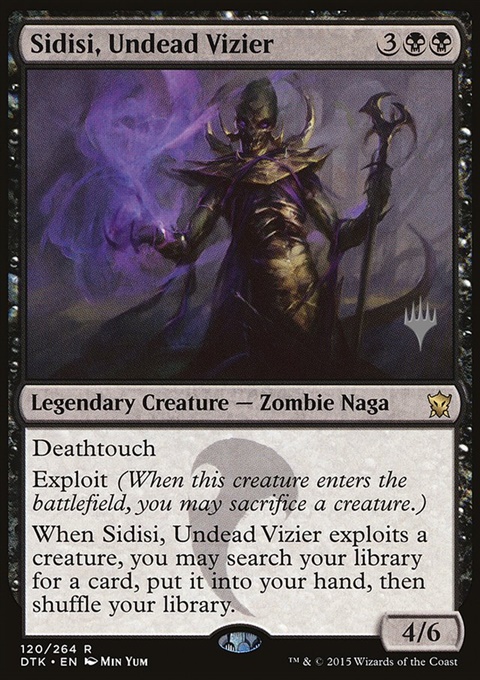 Sidisi, Undead Vizier 3
Legendary Creature — Zombie Naga
Deathtouch
Exploit (When this creature enters the
battlefield, you may sacrifice a creature.)
When Sidisi, Undead Vizier exploits a
creature, you may search your library
for a card, put it into your hand, then
shuffle your library.
4/6
120/264 R
DTK • EN Min Yum
™ & © 2015 Wizards of the Coast